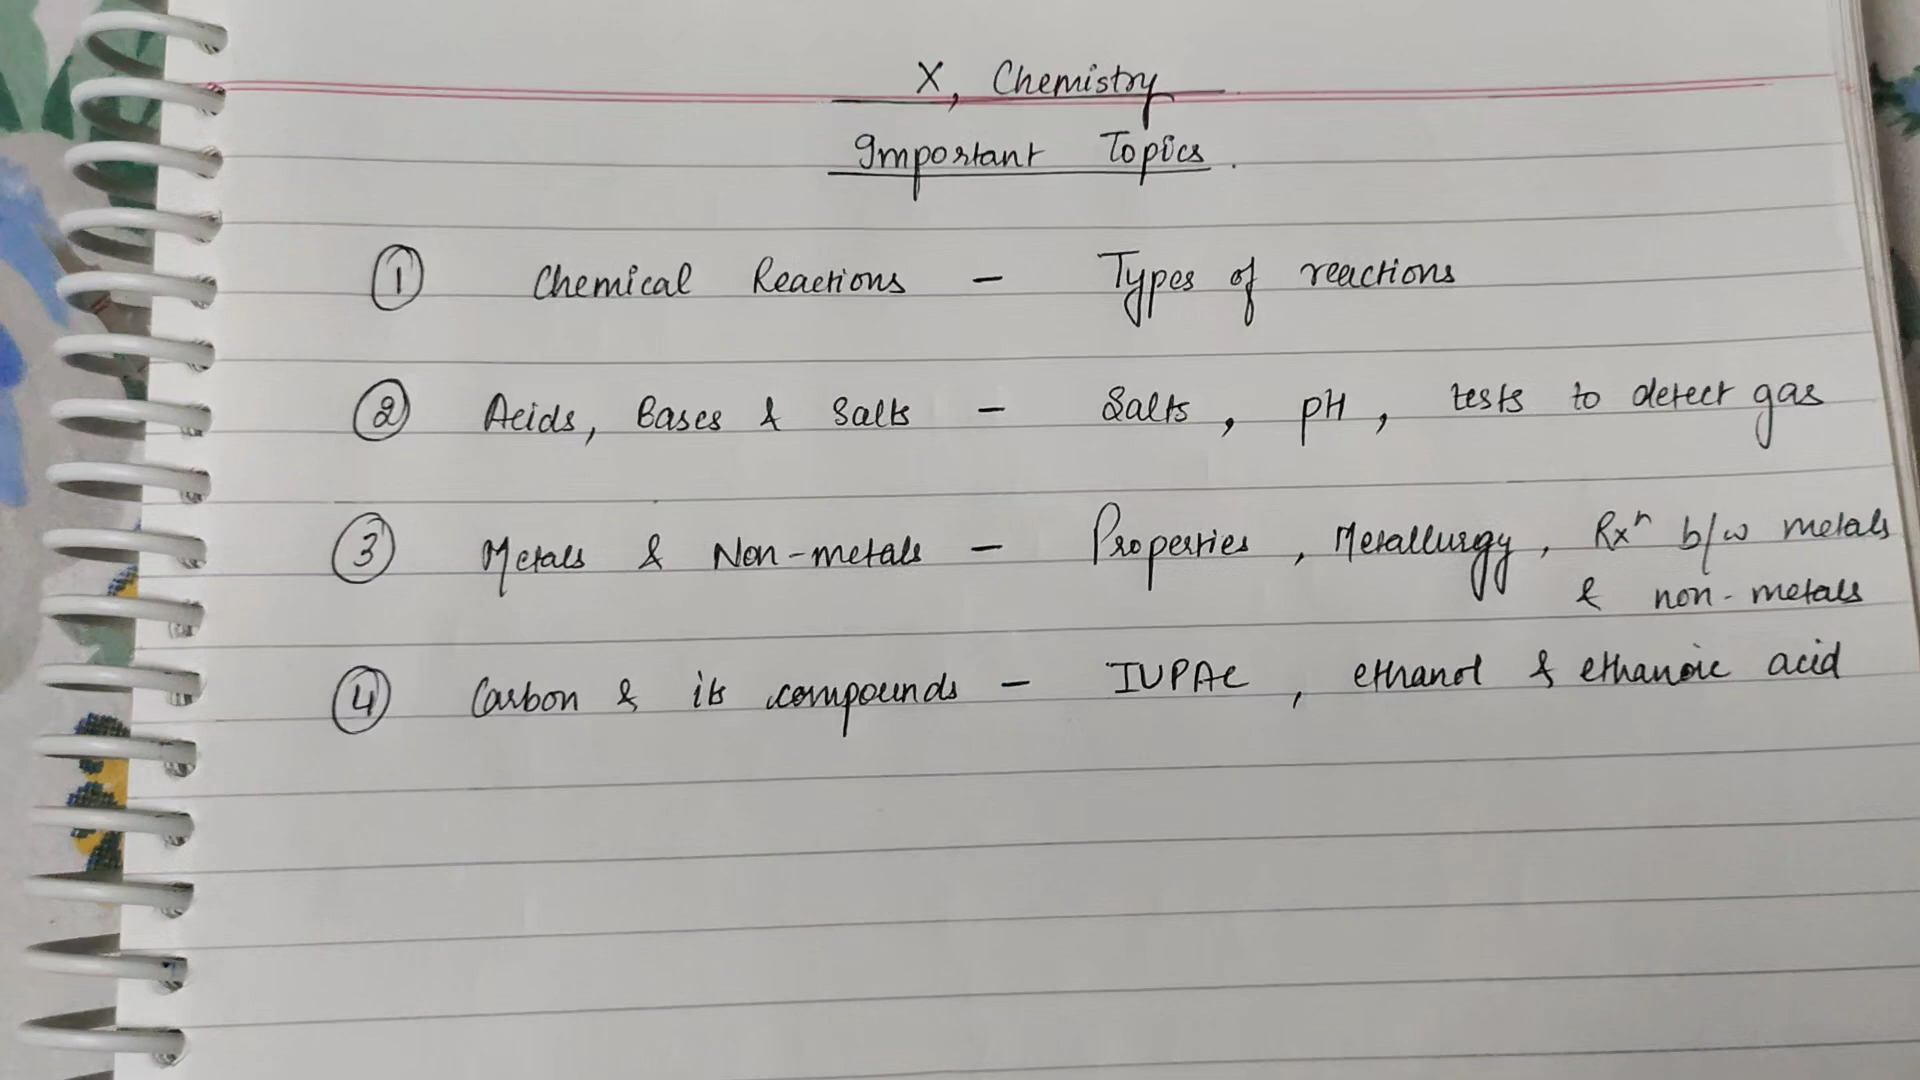 X, Chemistry
Important Topics.
① Chemical Reactions – Types of reactions
② Acids, Bases & Salts – Salts, pH, tests to detect gas
③ Metals & Non-metals – Properties, Metallurgy, Rxⁿ b/w metals
& non-metals
④ Carbon & its compounds – IUPAC, ethanol & ethanoic acid